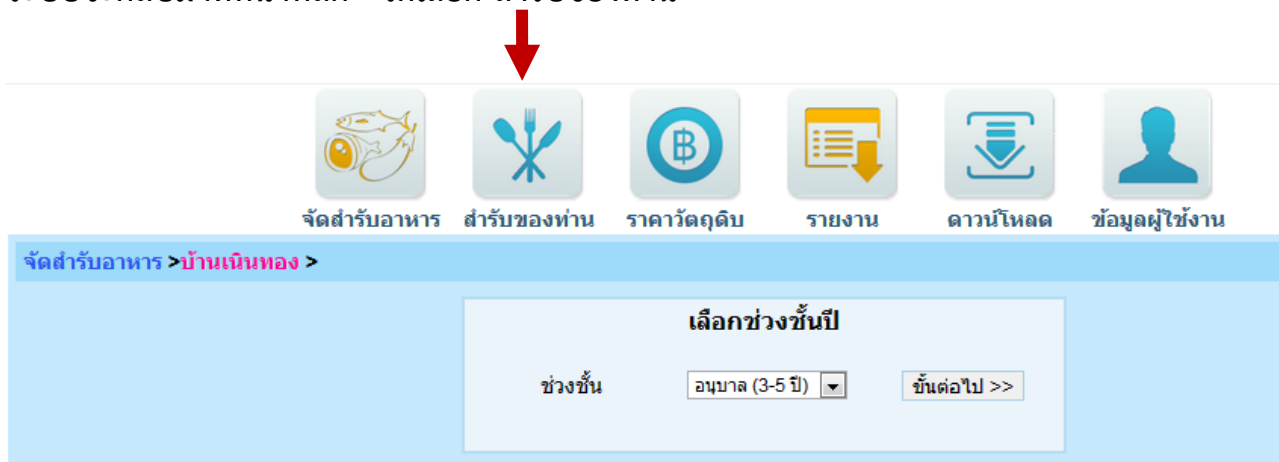 จัดสำรับอาหาร สำรับของท่าน ราคาวัตถุดิบ รายงาน ดาวน์โหลด ข้อมูลผู้ใช้งาน
จัดสำรับอาหาร >บ้านเนินทอง >
เลือกช่วงชั้นปี
ช่วงชั้น อนุบาล (3-5 ปี) ขั้นต่อไป >>